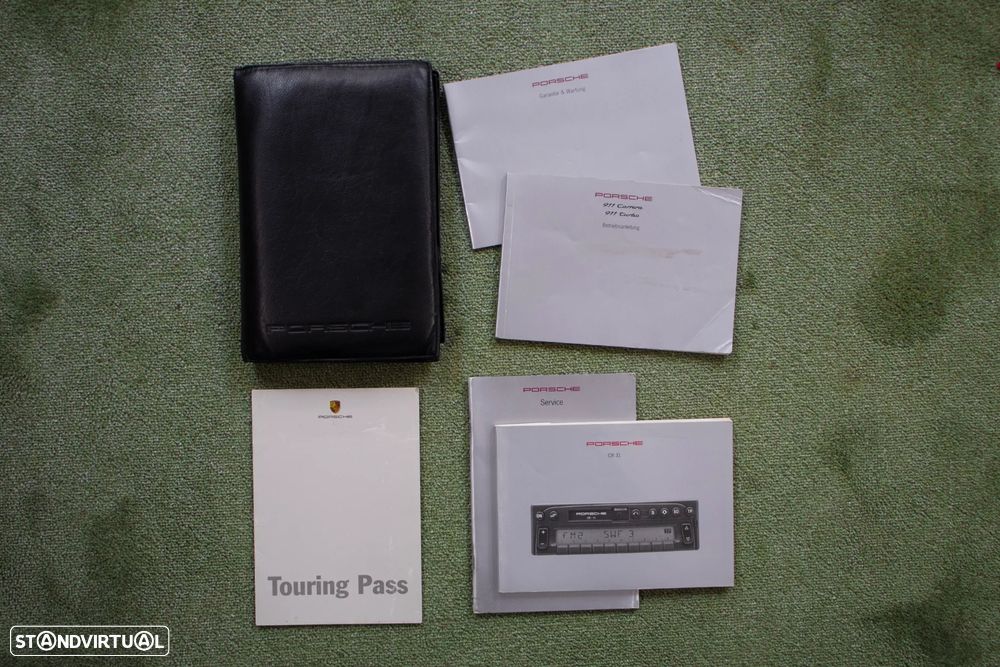 PORSCHE
PORSCHE
Garantie & Wartung
PORSCHE
911 Carrera
911 Turbo
Betriebsanleitung
PORSCHE
Touring Pass
PORSCHE
Service
PORSCHE
CR 31
PORSCHE
FM2 SWF 3
STANDVIRTUAL